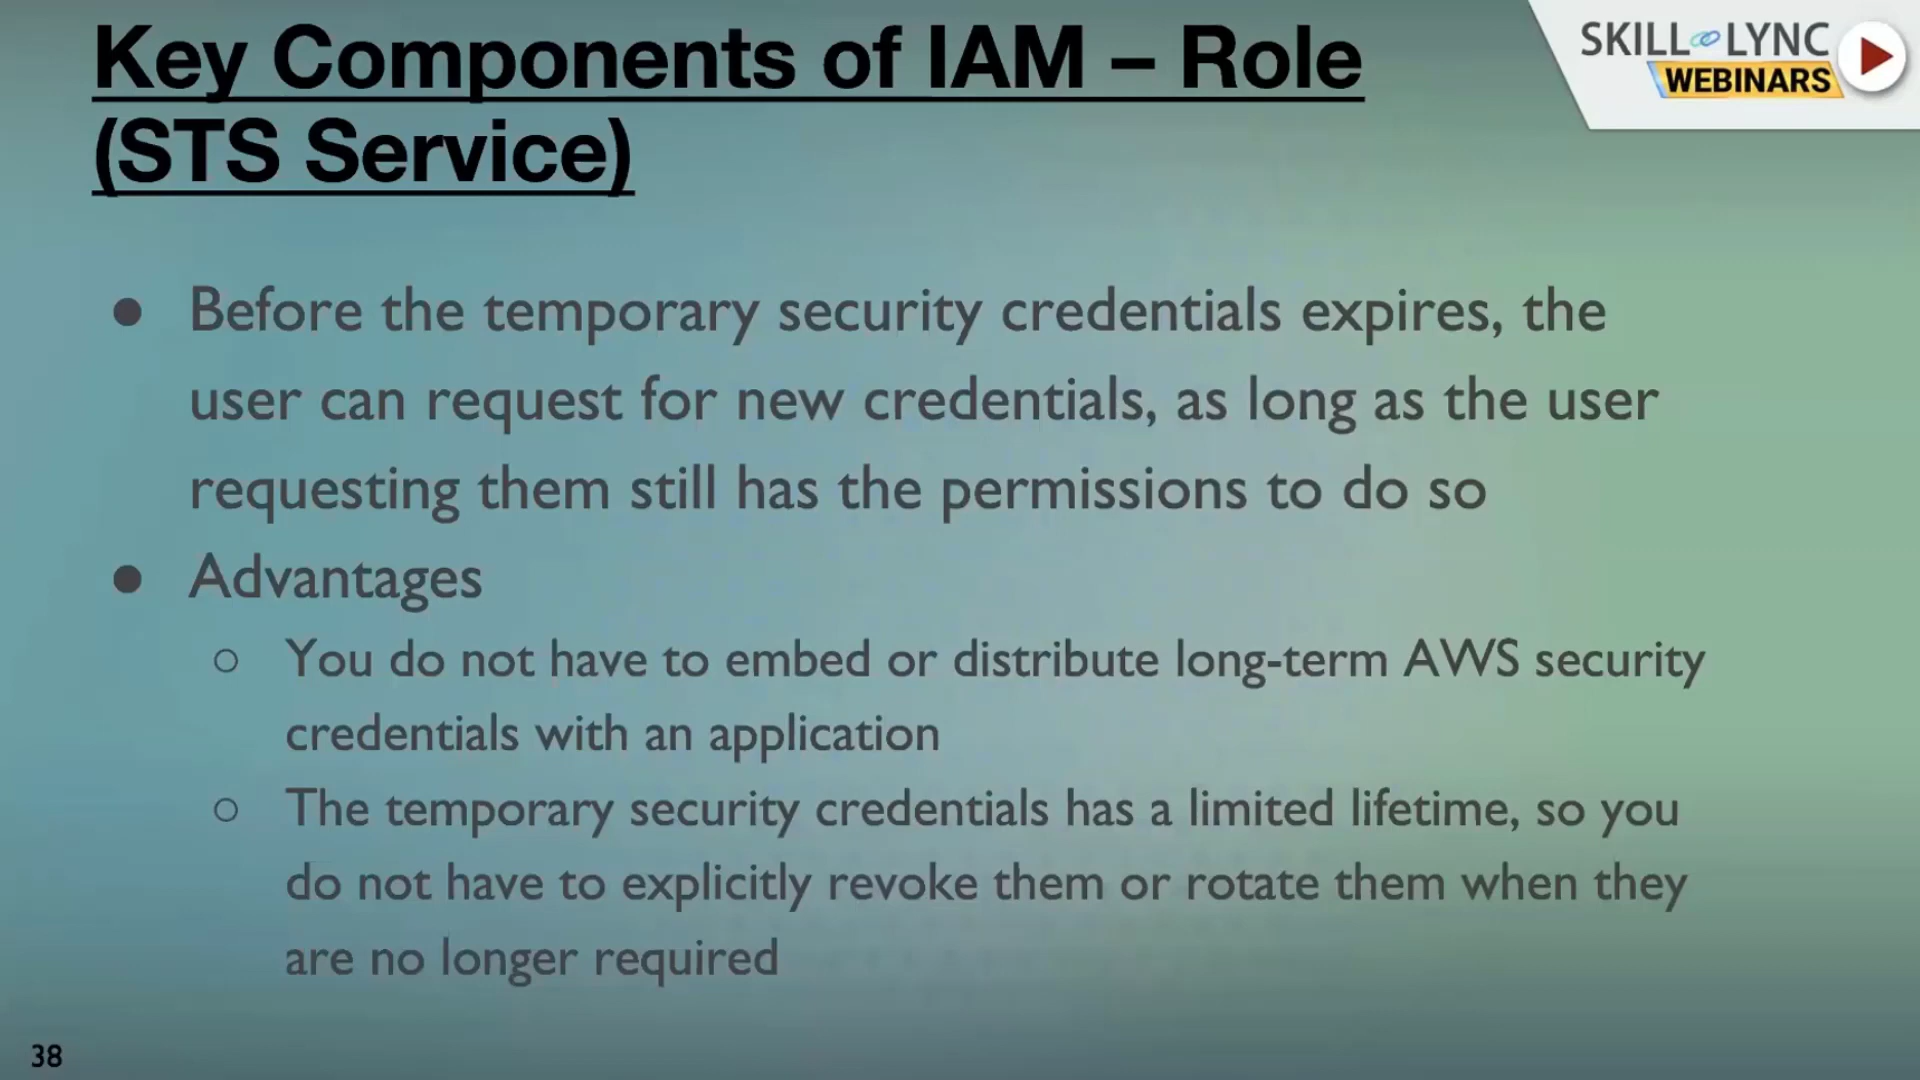 Key Components of IAM – Role
(STS Service)
SKILL LYNC
WEBINARS
● Before the temporary security credentials expires, the
user can request for new credentials, as long as the user
requesting them still has the permissions to do so
● Advantages
○ You do not have to embed or distribute long-term AWS security
credentials with an application
○ The temporary security credentials has a limited lifetime, so you
do not have to explicitly revoke them or rotate them when they
are no longer required
38